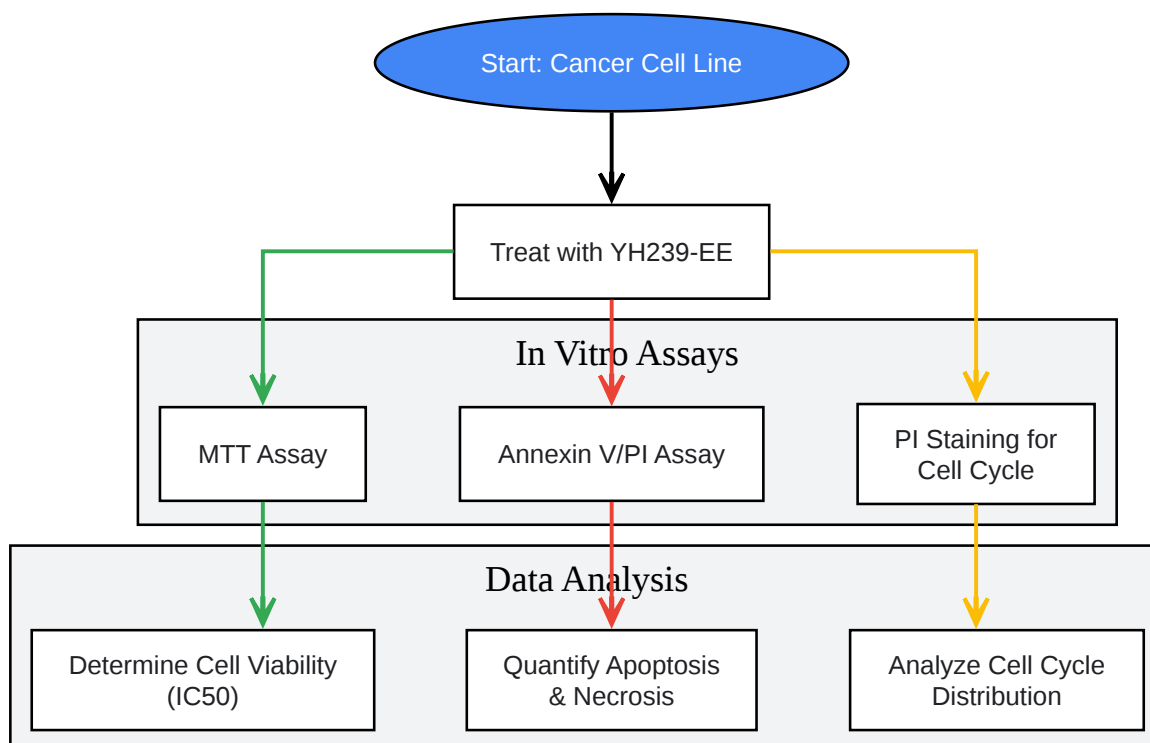 Start: Cancer Cell Line
Treat with YH239-EE
In Vitro Assays
MTT Assay
Annexin V/PI Assay
PI Staining for
Cell Cycle
Data Analysis
Determine Cell Viability
(IC50)
Quantify Apoptosis
& Necrosis
Analyze Cell Cycle
Distribution